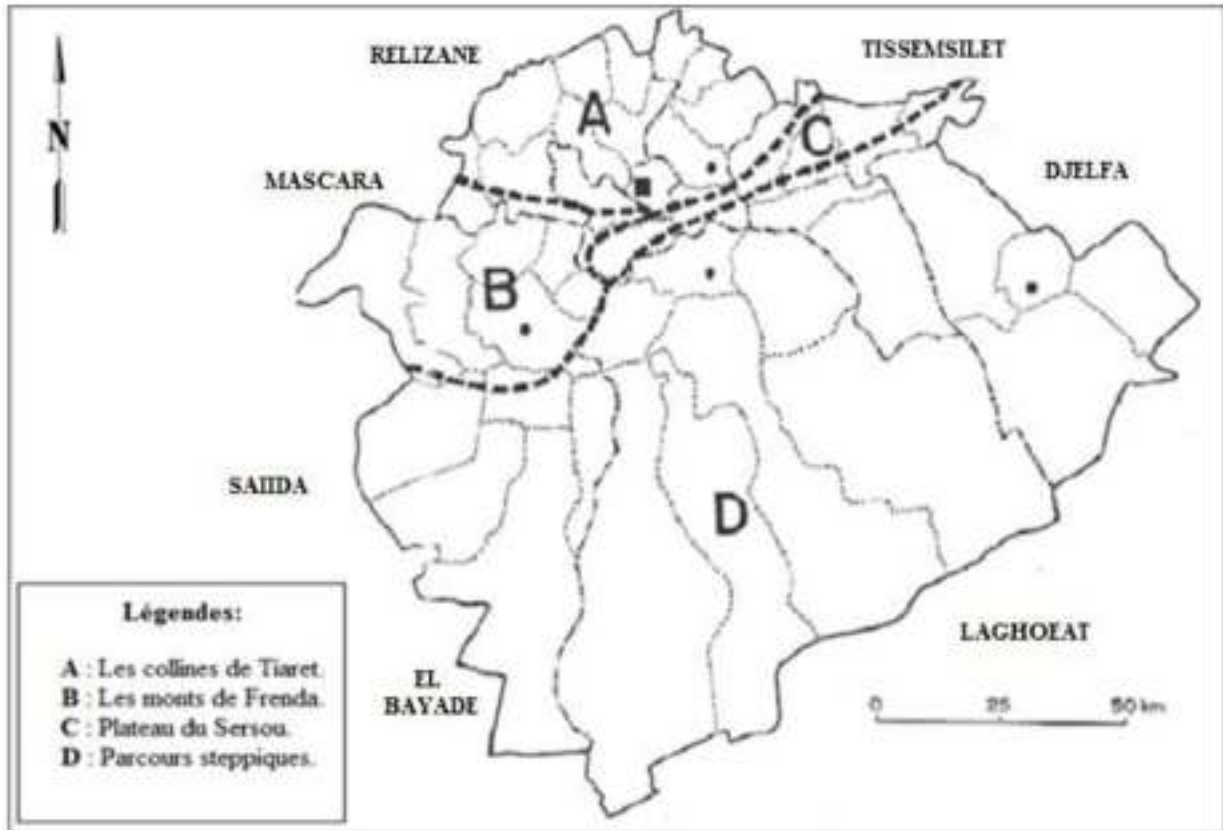 RELIZANE
TISSEMSILET
A
C
N
MASCARA
DJELFA
B
SAIIDA
D
LAGHOEAT
EL
BAYADE
0 25 50 km
Légendes:
A : Les collines de Tiaret.
B : Les monts de Frenda.
C : Plateau du Sersou.
D : Parcours steppiques.